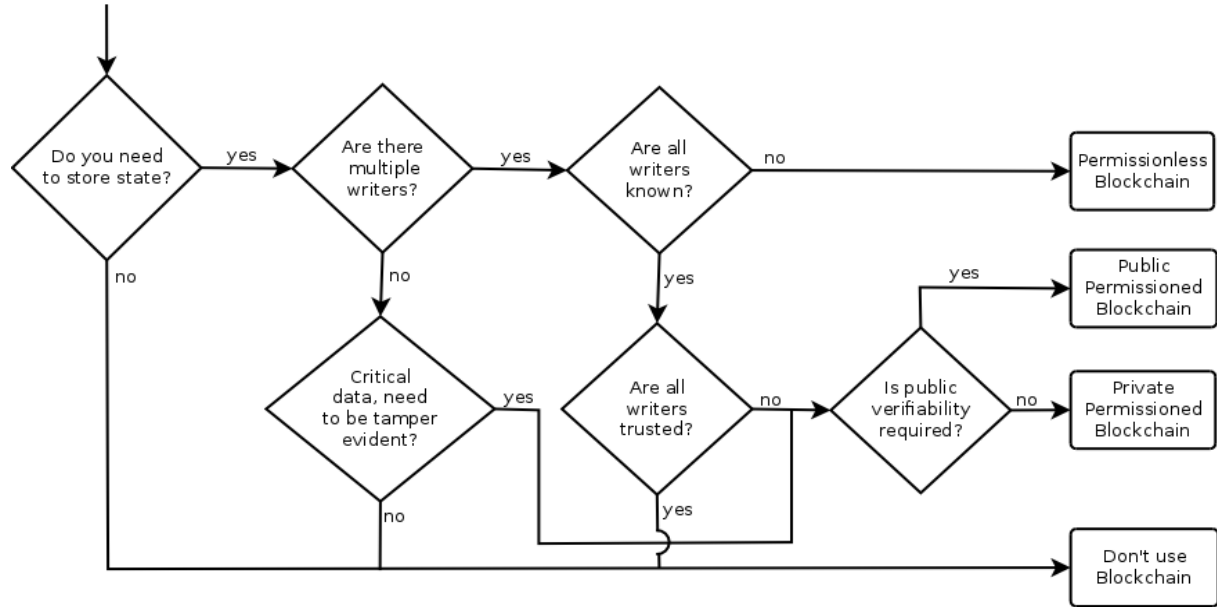 Do you need
to store state?
yes
no
Are there
multiple
writers?
yes
no
Are all
writers
known?
no
yes
Permissionless
Blockchain
Critical
data, need
to be tamper
evident?
yes
no
Are all
writers
trusted?
no
yes
Is public
verifiability
required?
yes
no
Public
Permissioned
Blockchain
Private
Permissioned
Blockchain
Don't use
Blockchain